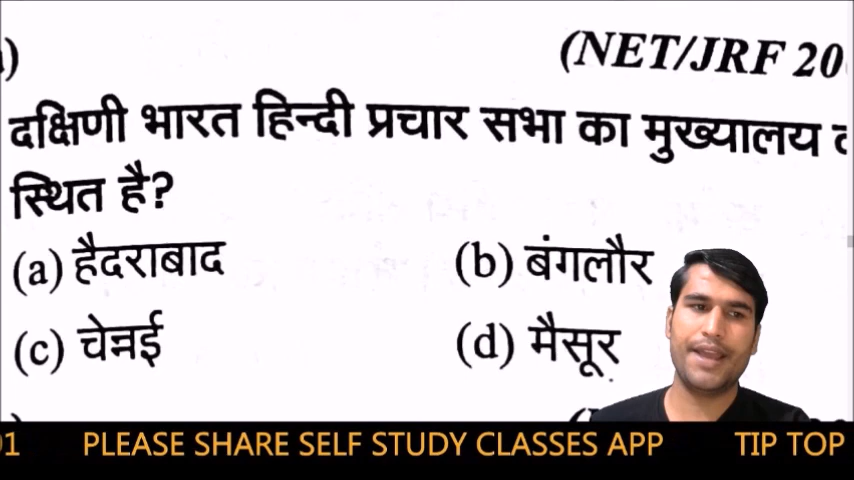 (NET/JRF 20
दक्षिणी भारत हिन्दी प्रचार सभा का मुख्यालय
स्थित है?
(a) हैदराबाद (b) बंगलौर
(c) चेन्नई (d) मैसूर
PLEASE SHARE SELF STUDY CLASSES APP TIP TOP